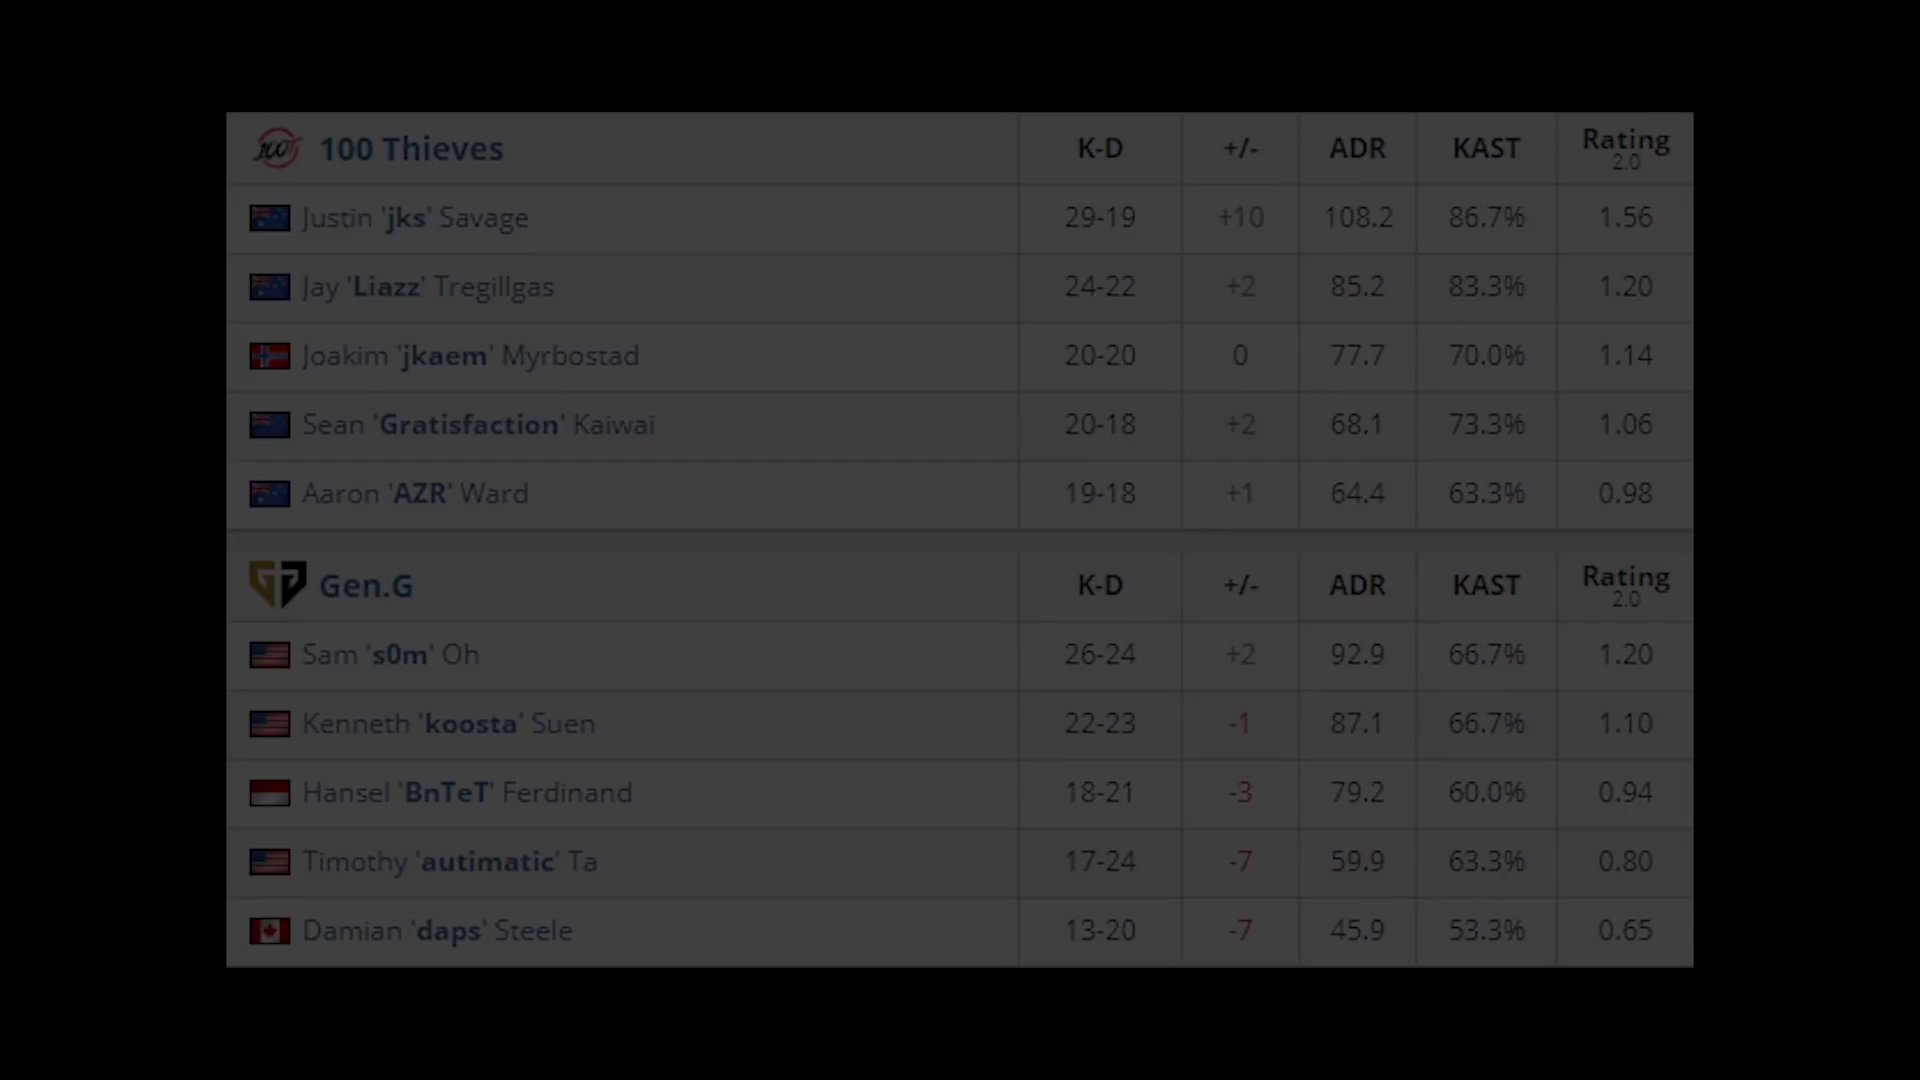 100 Thieves K-D +/- ADR KAST Rating 2.0
Justin 'jks' Savage 29-19 +10 108.2 86.7% 1.56
Jay 'Liazz' Tregillgas 24-22 +2 85.2 83.3% 1.20
Joakim 'jkaem' Myrbostad 20-20 0 77.7 70.0% 1.14
Sean 'Gratisfaction' Kaiwai 20-18 +2 68.1 73.3% 1.06
Aaron 'AZR' Ward 19-18 +1 64.4 63.3% 0.98
Gen.G K-D +/- ADR KAST Rating 2.0
Sam 's0m' Oh 26-24 +2 92.9 66.7% 1.20
Kenneth 'koosta' Suen 22-23 -1 87.1 66.7% 1.10
Hansel 'BnTeT' Ferdinand 18-21 -3 79.2 60.0% 0.94
Timothy 'autimatic' Ta 17-24 -7 59.9 63.3% 0.80
Damian 'daps' Steele 13-20 -7 45.9 53.3% 0.65